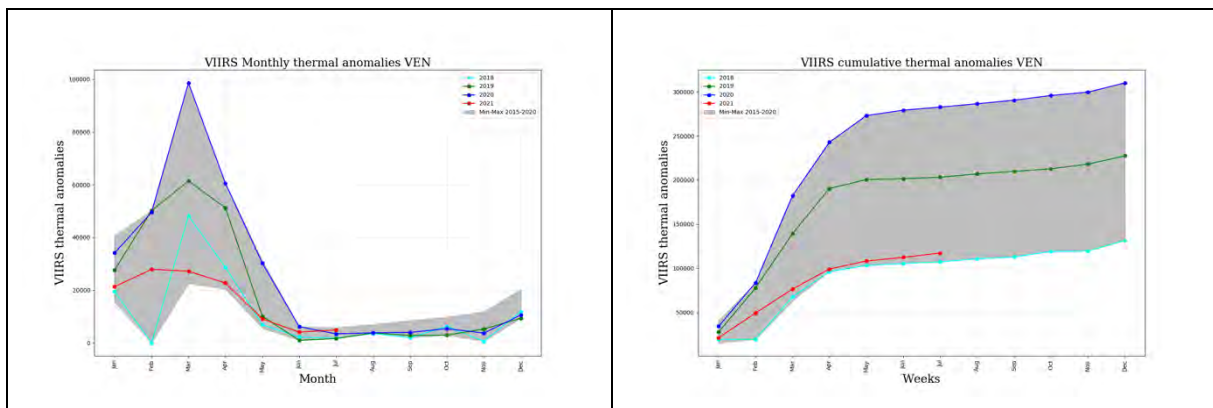 VIIRS Monthly thermal anomalies VEN
100000
80000
60000
40000
20000
0
VIIRS thermal anomalies
2018
2019
2020
2021
Min-Max 2015-2020
Jan
Feb
Mar
Apr
May
Jun
Jul
Aug
Sep
Oct
Nov
Dec
Month
VIIRS cumulative thermal anomalies VEN
300000
250000
200000
150000
100000
50000
VIIRS thermal anomalies
2018
2019
2020
2021
Min-Max 2015-2020
Jan
Feb
Mar
Apr
May
Jun
Jul
Aug
Sep
Oct
Nov
Dec
Weeks